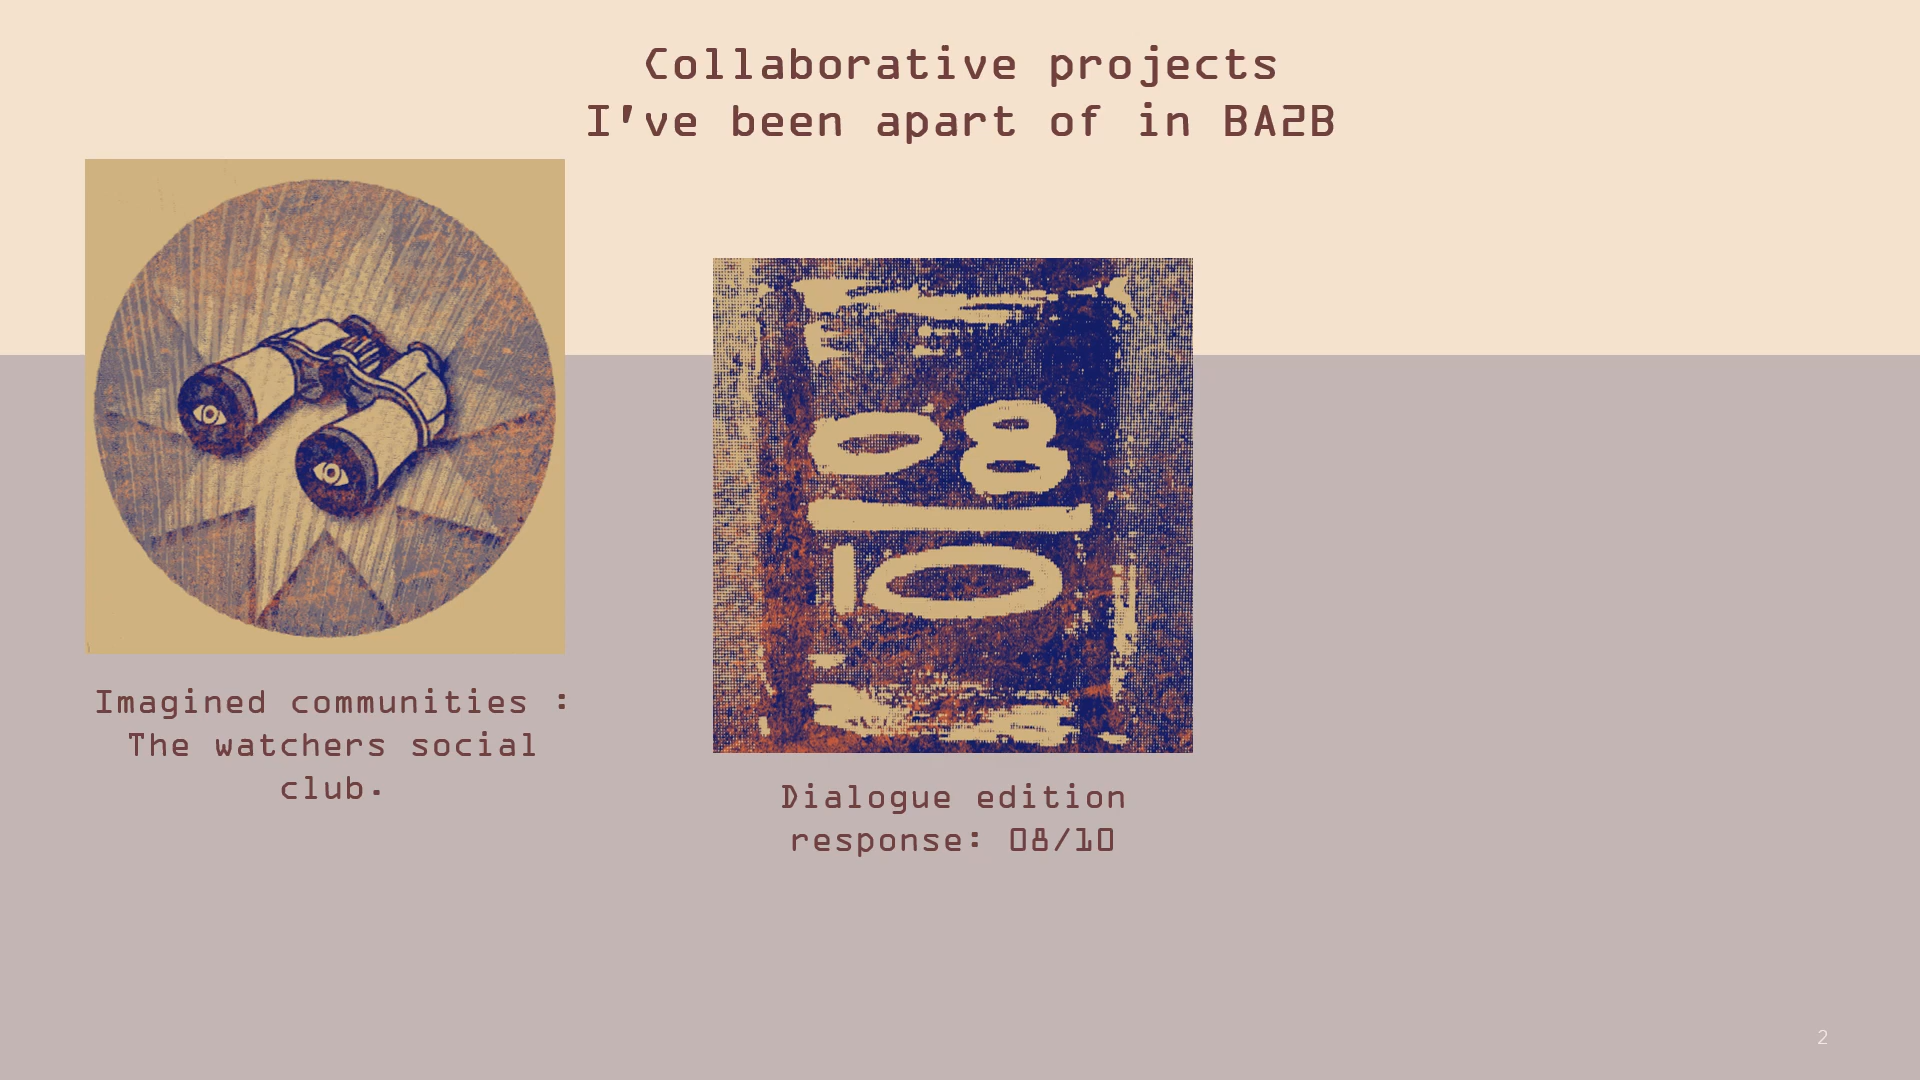 Collaborative projects
I've been apart of in BA2B
08
10
Imagined communities :
The watchers social
club.
Dialogue edition
response: 08/10
2